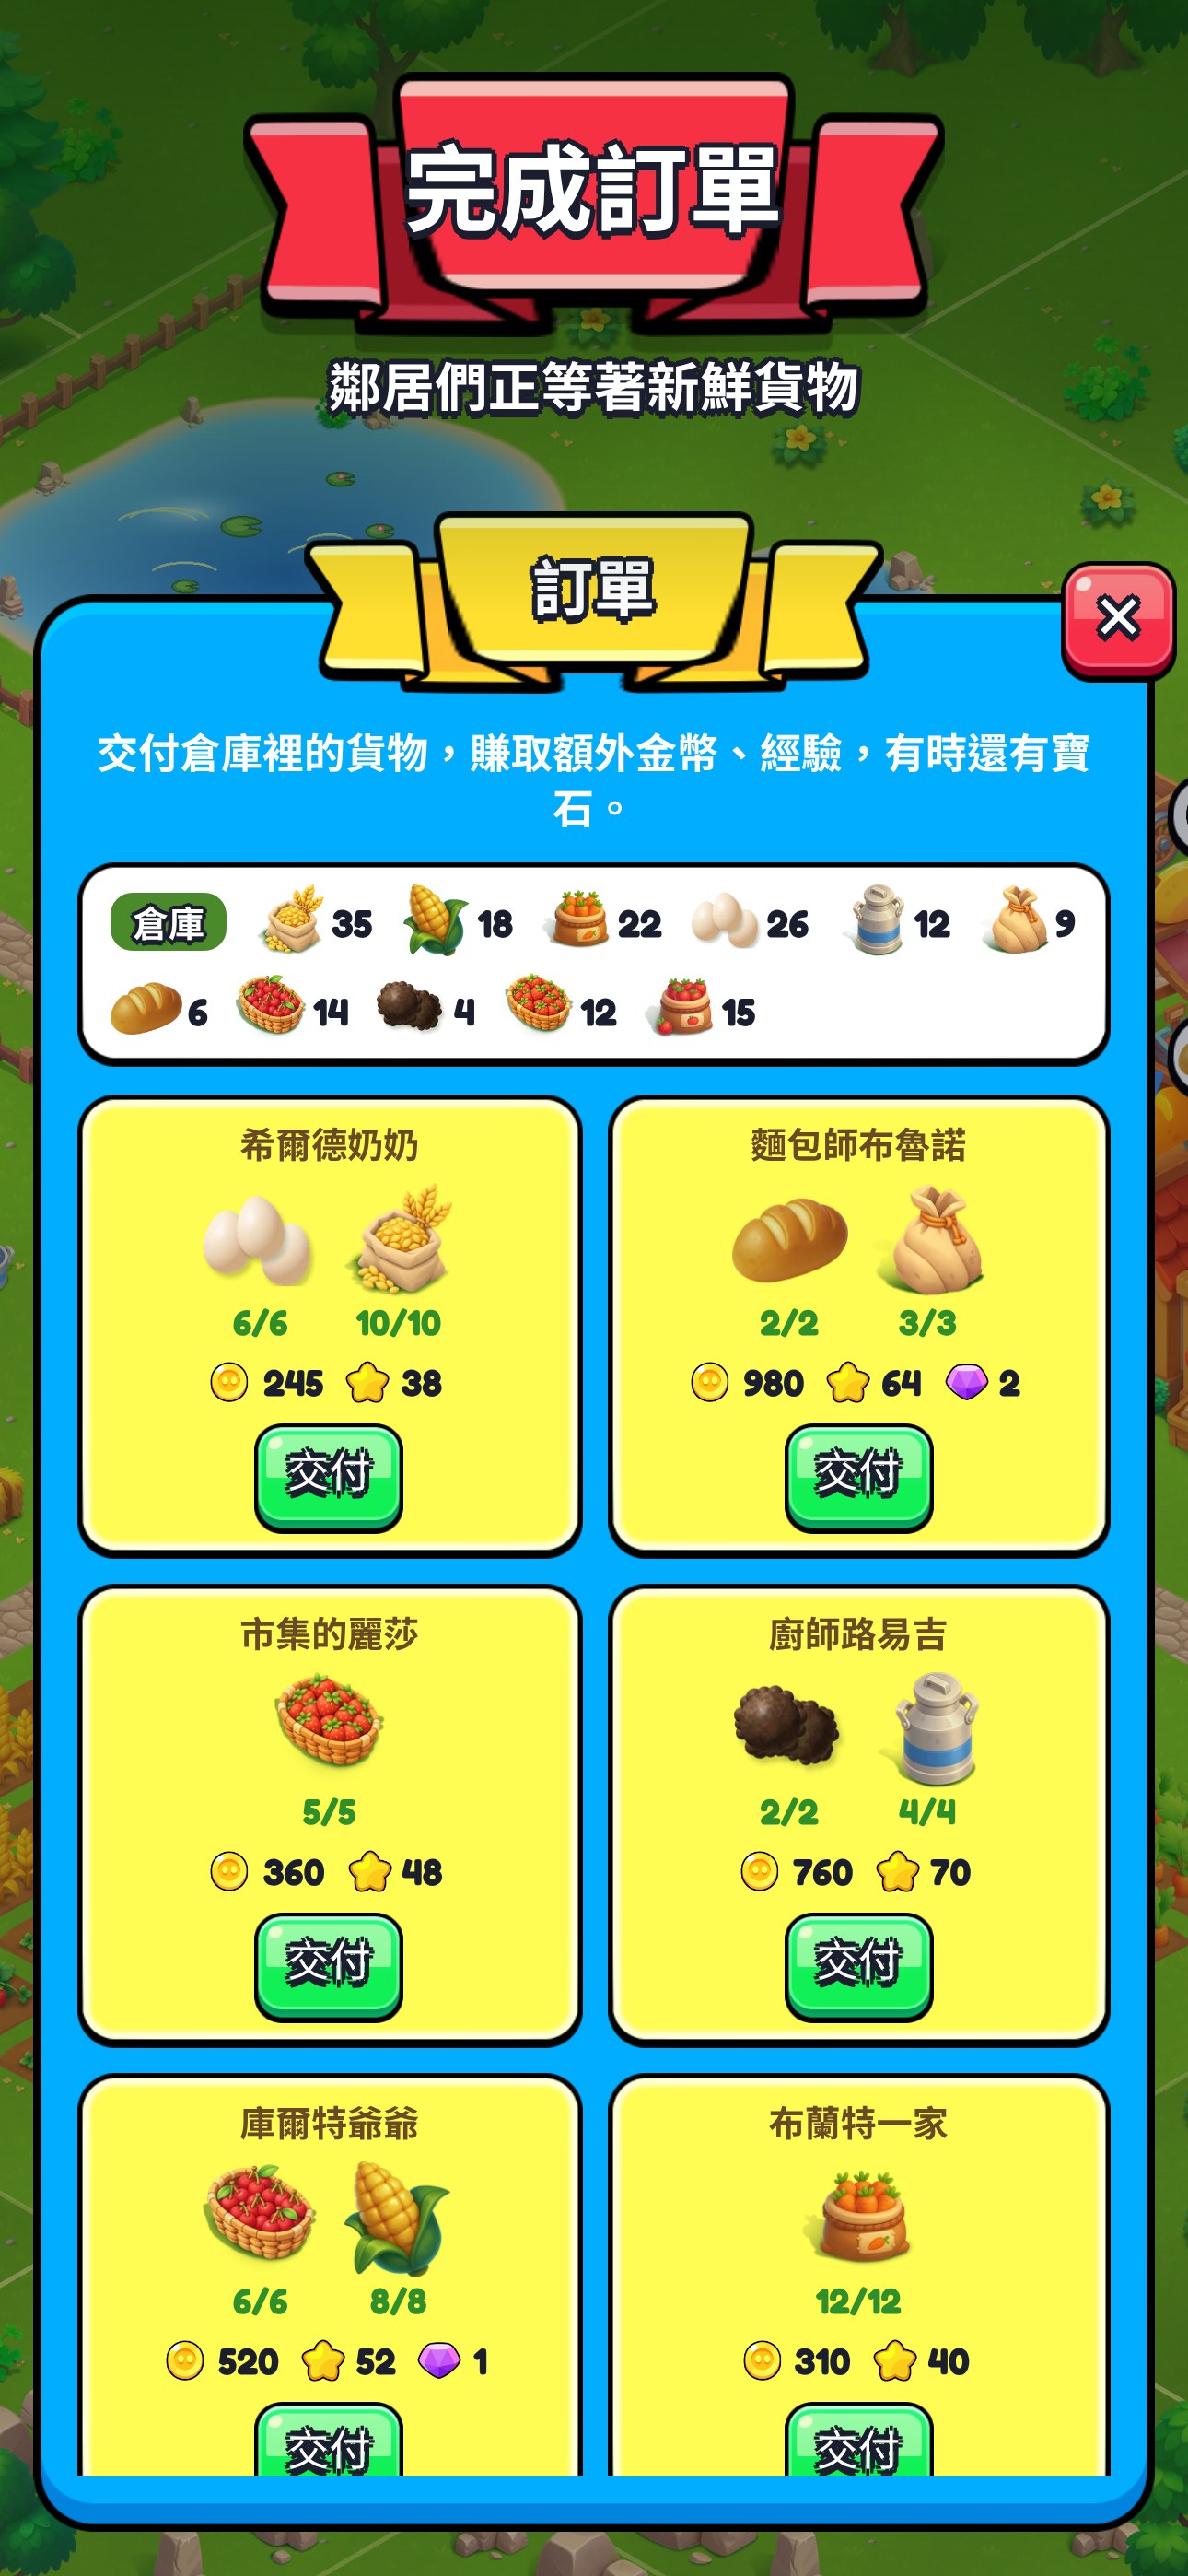 完成訂單
鄰居們正等著新鮮貨物
訂單
交付倉庫裡的貨物，賺取額外金幣、經驗，有時還有寶
石。
倉庫 35 18 22 26 12 9
6 14 4 12 15
希爾德奶奶
6/6 10/10
245 38
交付
麵包師布魯諾
2/2 3/3
980 64 2
交付
市集的麗莎
5/5
360 48
交付
廚師路易吉
2/2 4/4
760 70
交付
庫爾特爺爺
6/6 8/8
520 52 1
交付
布蘭特一家
12/12
310 40
交付